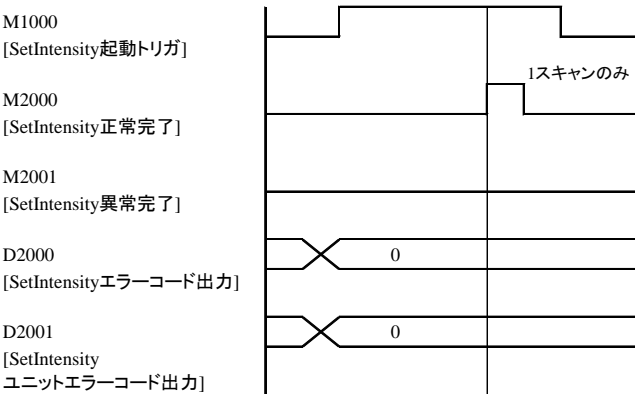 M1000
[SetIntensity起動トリガ]
1スキャンのみ
M2000
[SetIntensity正常完了]
M2001
[SetIntensity異常完了]
D2000
0
[SetIntensityエラーコード出力]
D2001
0
[SetIntensity
ユニットエラーコード出力]